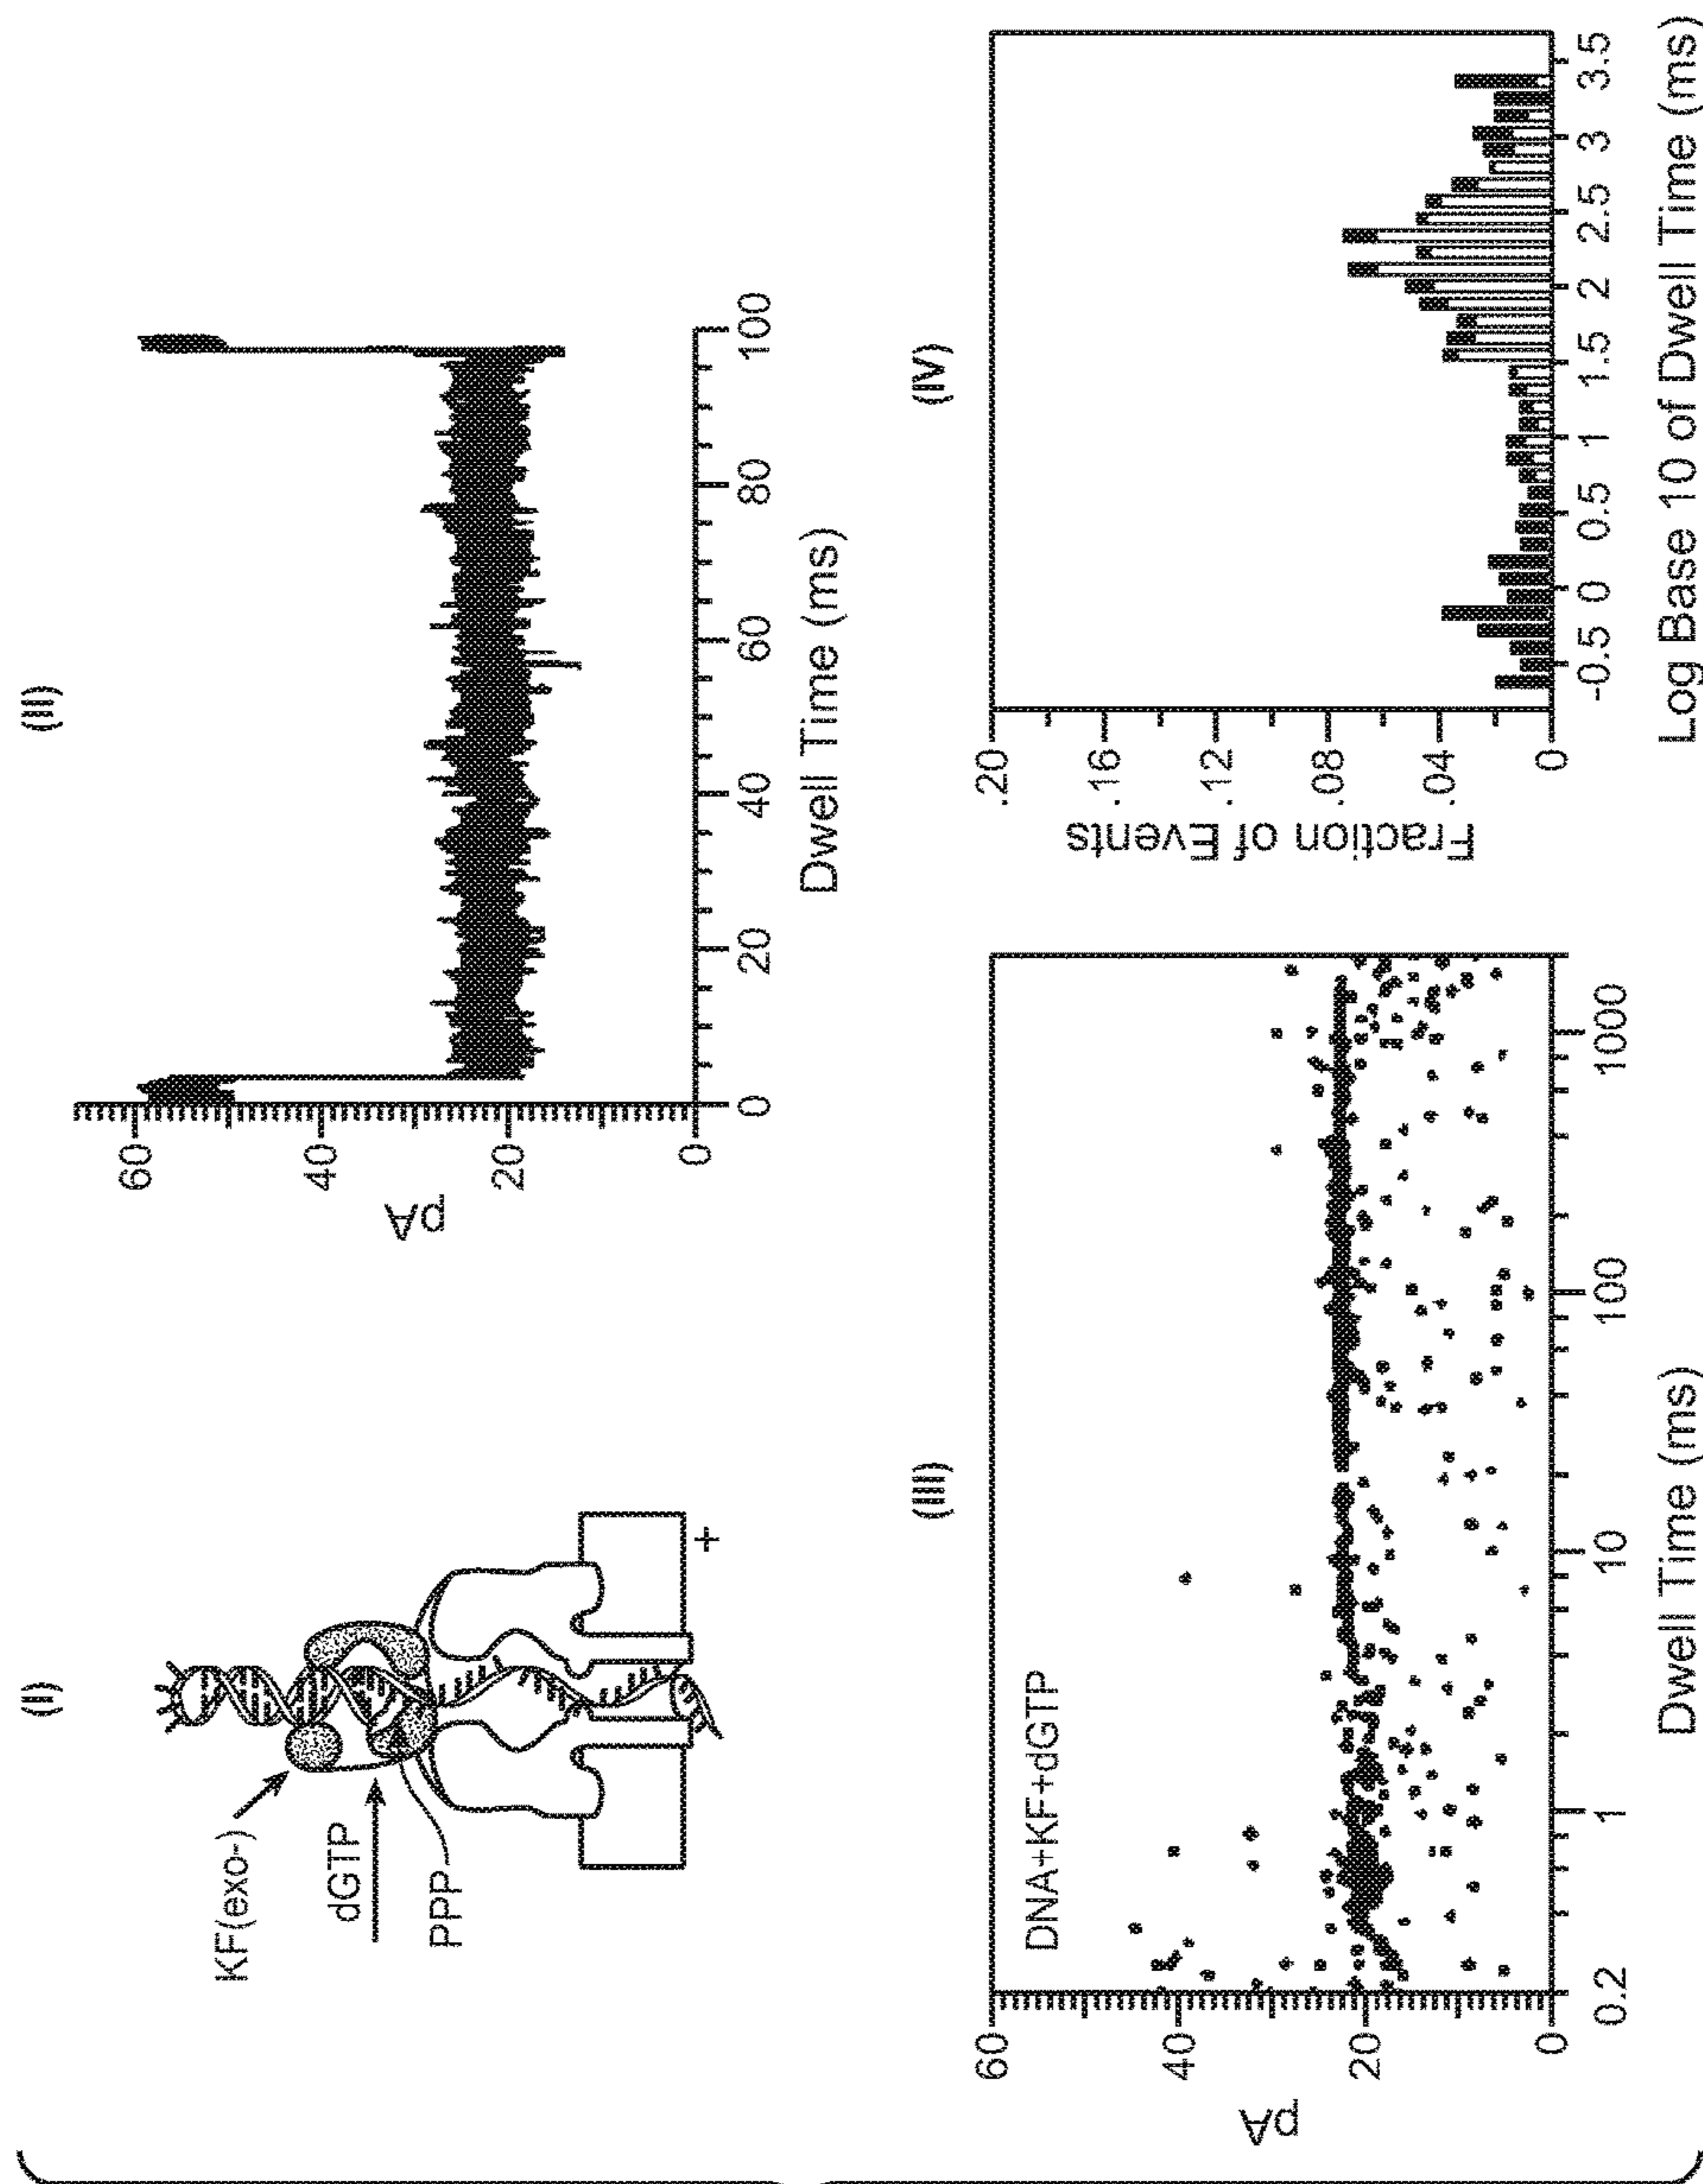 (I)
KF(exo-)
dGTP
PPP
+
(II)
60
40
20
0
pA
0 20 40 60 80 100
Dwell Time (ms)
(III)
DNA+KF+dGTP
60
40
20
0
pA
0.2 1 10 100 1000
Dwell Time (ms)
(IV)
.20
.16
.12
.08
.04
0
Fraction of Events
-0.5 0 0.5 1 1.5 2 2.5 3 3.5
Log Base 10 of Dwell Time (ms)